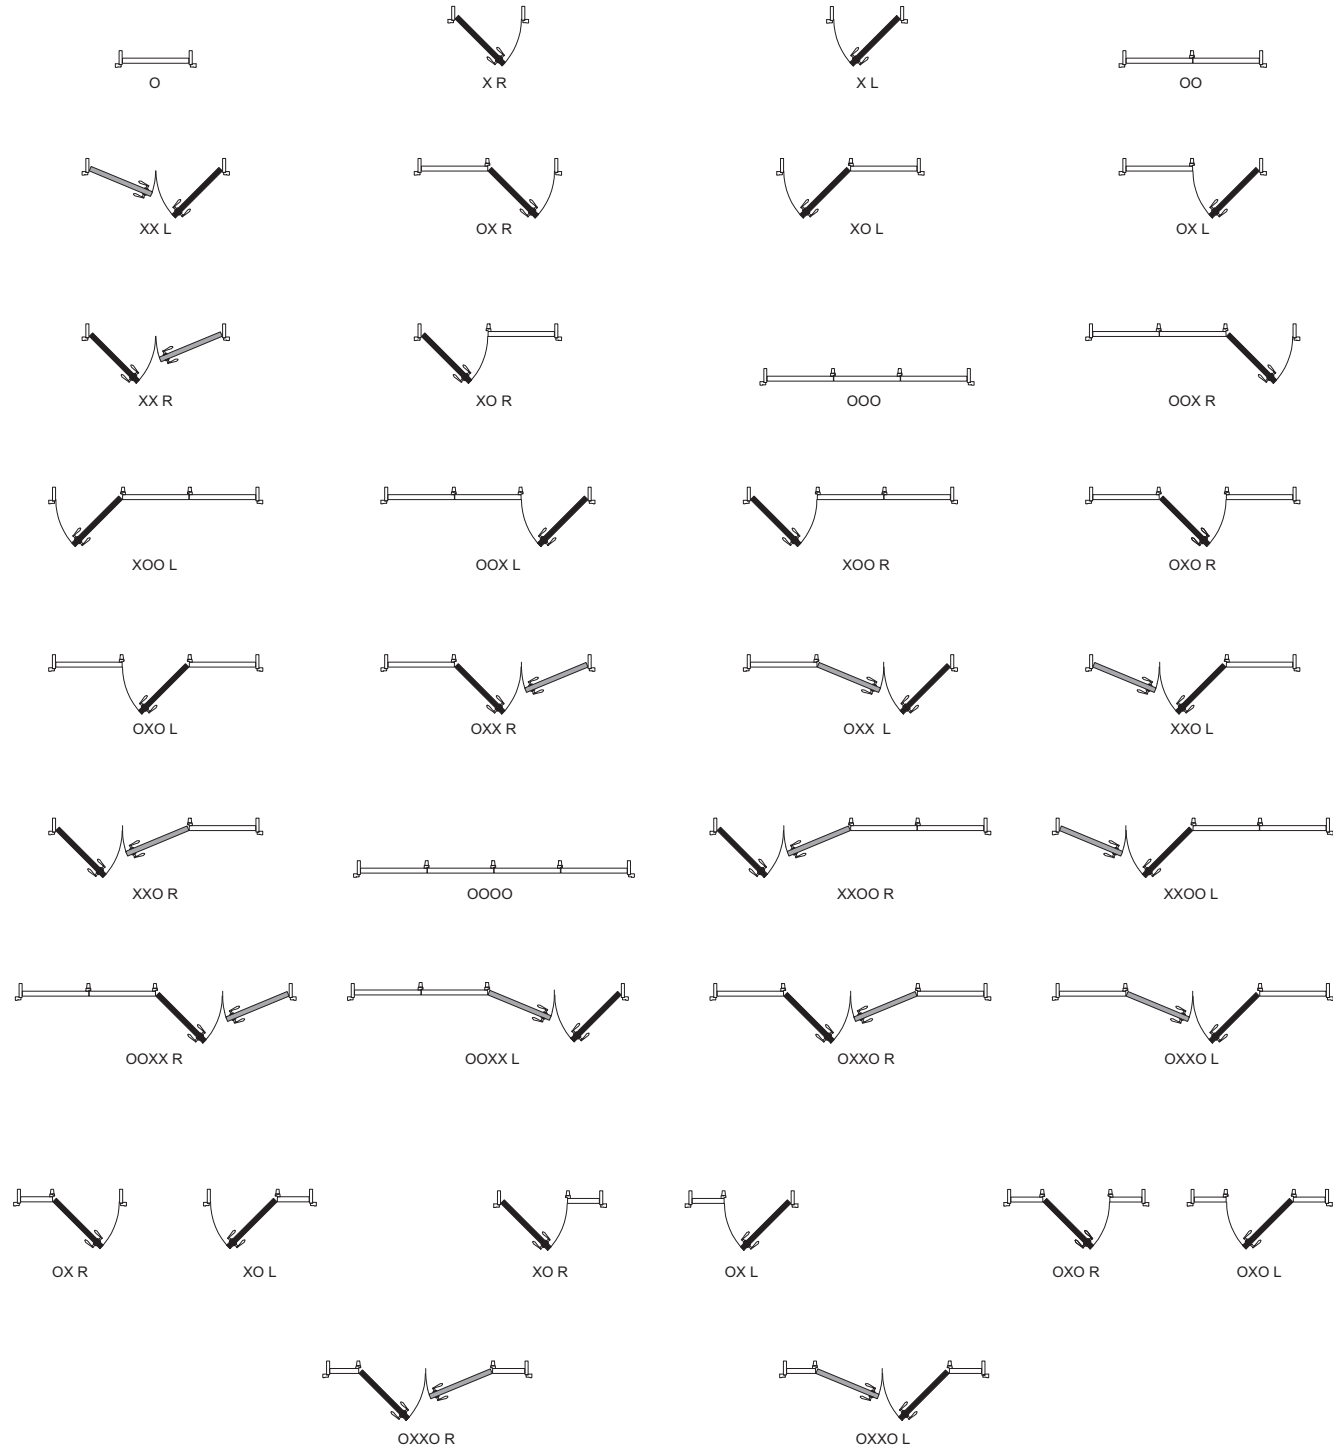 O
X R
X L
OO
XX L
OX R
XO L
OX L
XX R
XO R
OOO
OOX R
XOO L
OOX L
XOO R
OXO R
OXO L
OXX R
OXX  L
XXO L
XXO R
OOOO
XXOO R
XXOO L
OOXX R
OOXX L
OXXO R
OXXO L
OX R
XO L
XO R
OX L
OXO R
OXO L
OXXO R
OXXO L